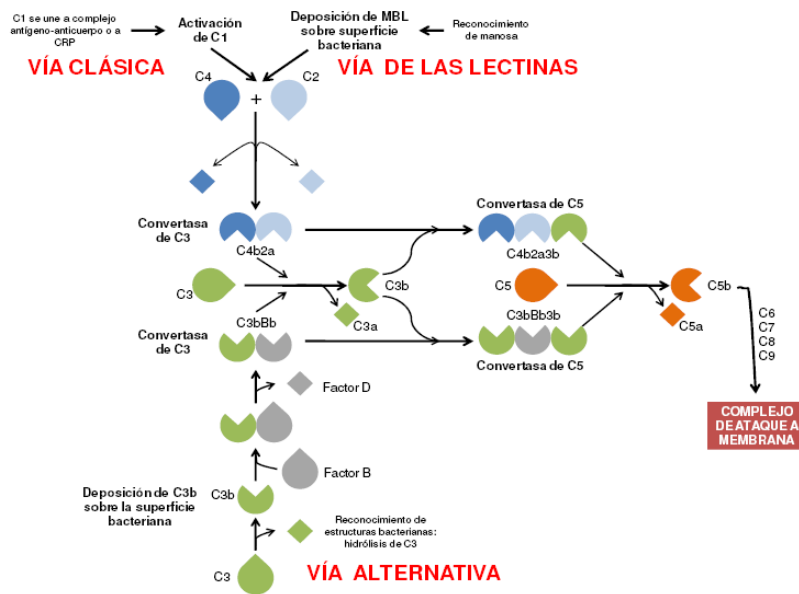 C1 se une a complejo
antígeno-anticuerpo o a
CRP
Activación
de C1
Deposición de MBL
sobre superficie
bacteriana
Reconocimiento
de manosa
VÍA CLÁSICA
VÍA DE LAS LECTINAS
C4
C2
+
Convertasa
de C3
C4b2a
Convertasa de C5
C4b2a3b
C3
C3b
C3a
C5
C5b
C5a
C3bBb
Convertasa
de C3
C3bBb3b
Convertasa de C5
C6
C7
C8
C9
COMPLEJO
DE ATAQUE A
MEMBRANA
Factor D
Factor B
Deposición de C3b
sobre la superficie
bacteriana
C3b
Reconocimiento de
estructuras bacterianas:
hidrólisis de C3
C3
VÍA ALTERNATIVA